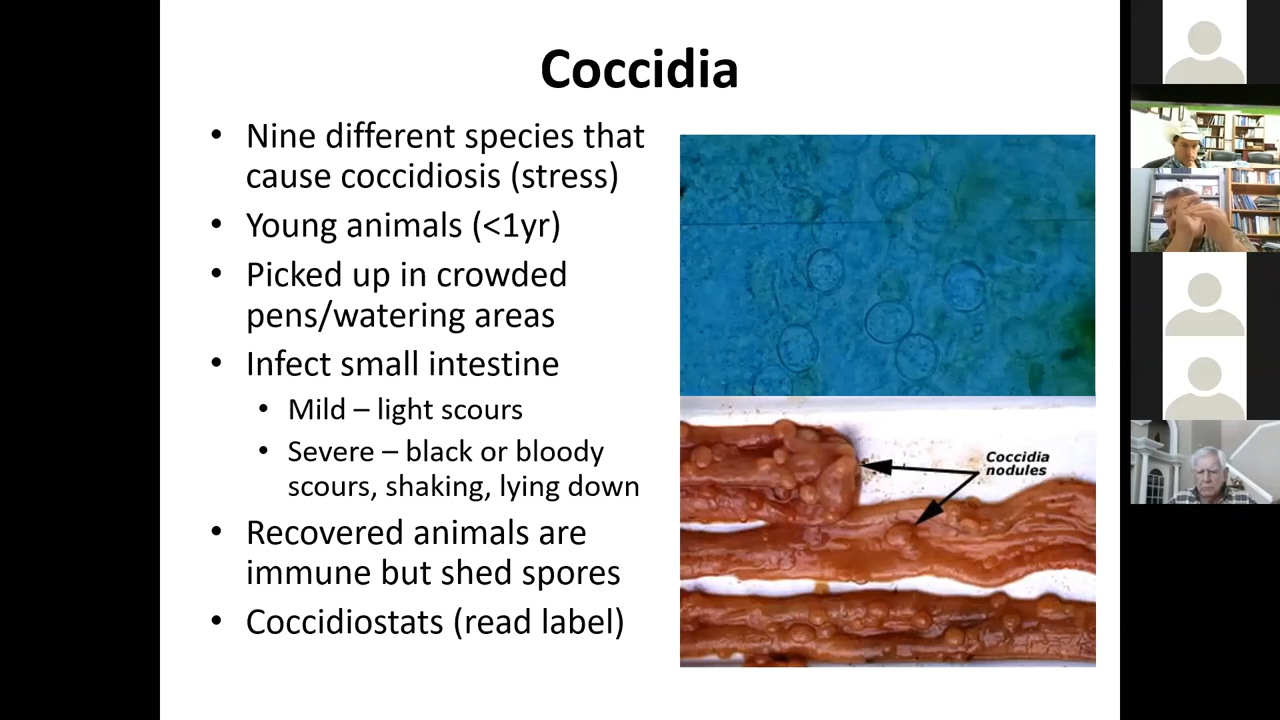 Coccidia
• Nine different species that
cause coccidiosis (stress)
• Young animals (<1yr)
• Picked up in crowded
pens/watering areas
• Infect small intestine
• Mild – light scours
• Severe – black or bloody
scours, shaking, lying down
• Recovered animals are
immune but shed spores
• Coccidiostats (read label)
Coccidia
nodules